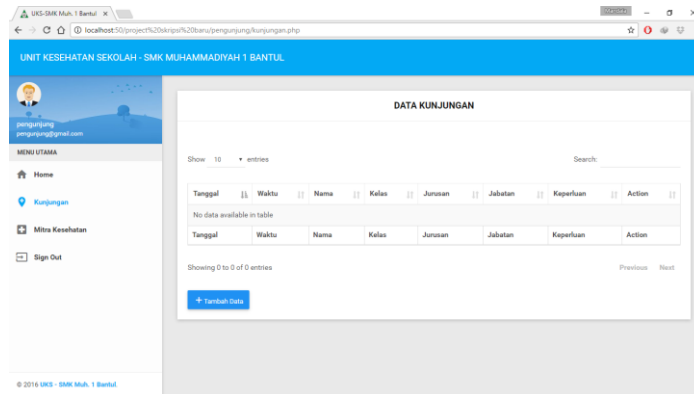 UKS-SMK Muh. 1 Bantul
localhost:50/project%20skripsi%20baru/pengunjung/kunjungan.php
UNIT KESEHATAN SEKOLAH - SMK MUHAMMADIYAH 1 BANTUL
pengunjung
pengunjung@gmail.com
MENU UTAMA
Home
Kunjungan
Mitra Kesehatan
Sign Out
© 2016 UKS - SMK Muh. 1 Bantul.
DATA KUNJUNGAN
Show 10 entries Search:
Tanggal Waktu Nama Kelas Jurusan Jabatan Keperluan Action
No data available in table
Tanggal Waktu Nama Kelas Jurusan Jabatan Keperluan Action
Showing 0 to 0 of 0 entries Previous Next
+ Tambah Data